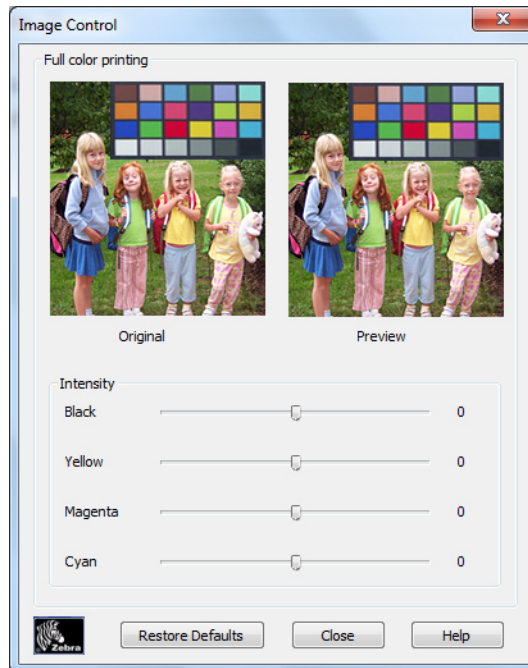 Image Control
Full color printing
Original
Preview
Intensity
Black 0
Yellow 0
Magenta 0
Cyan 0
Zebra
Restore Defaults
Close
Help